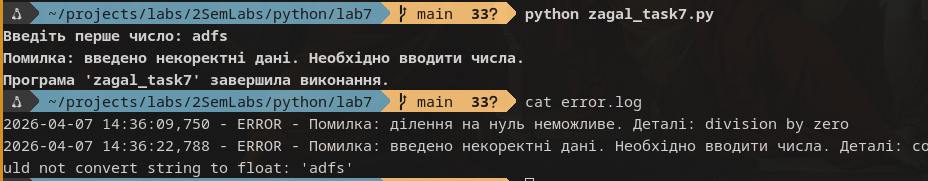 ~/projects/labs/2SemLabs/python/lab7 main 33? python zagal_task7.py
Введіть перше число: adfs
Помилка: введено некоректні дані. Необхідно вводити числа.
Програма 'zagal_task7' завершила виконання.
~/projects/labs/2SemLabs/python/lab7 main 33? cat error.log
2026-04-07 14:36:09,750 - ERROR - Помилка: ділення на нуль неможливе. Деталі: division by zero
2026-04-07 14:36:22,788 - ERROR - Помилка: введено некоректні дані. Необхідно вводити числа. Деталі: co
uld not convert string to float: 'adfs'